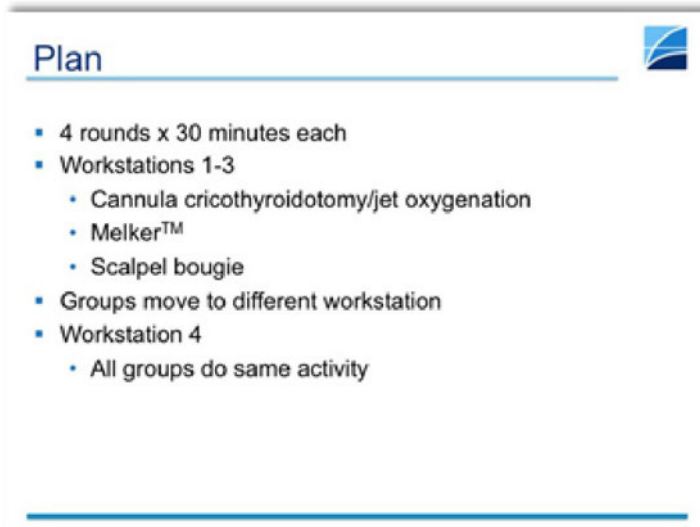 Plan
4 rounds x 30 minutes each
Workstations 1-3
Cannula cricothyroidotomy/jet oxygenation
Melker™
Scalpel bougie
Groups move to different workstation
Workstation 4
All groups do same activity